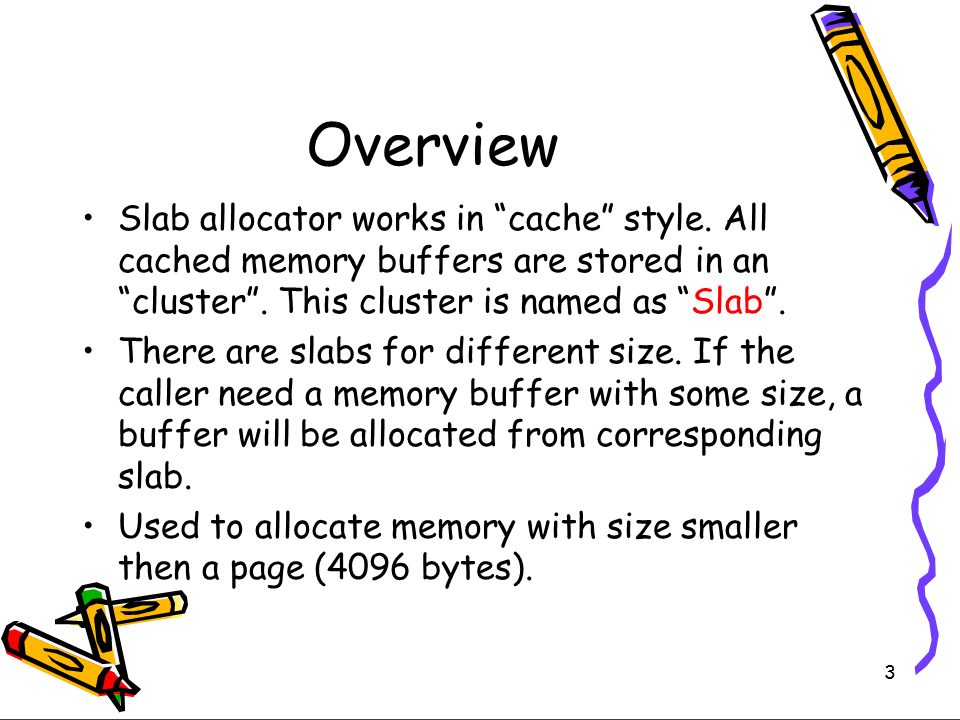 Overview
• Slab allocator works in “cache” style. All
cached memory buffers are stored in an
“cluster”. This cluster is named as “Slab”.
• There are slabs for different size. If the
caller need a memory buffer with some size, a
buffer will be allocated from corresponding
slab.
• Used to allocate memory with size smaller
then a page (4096 bytes).
3